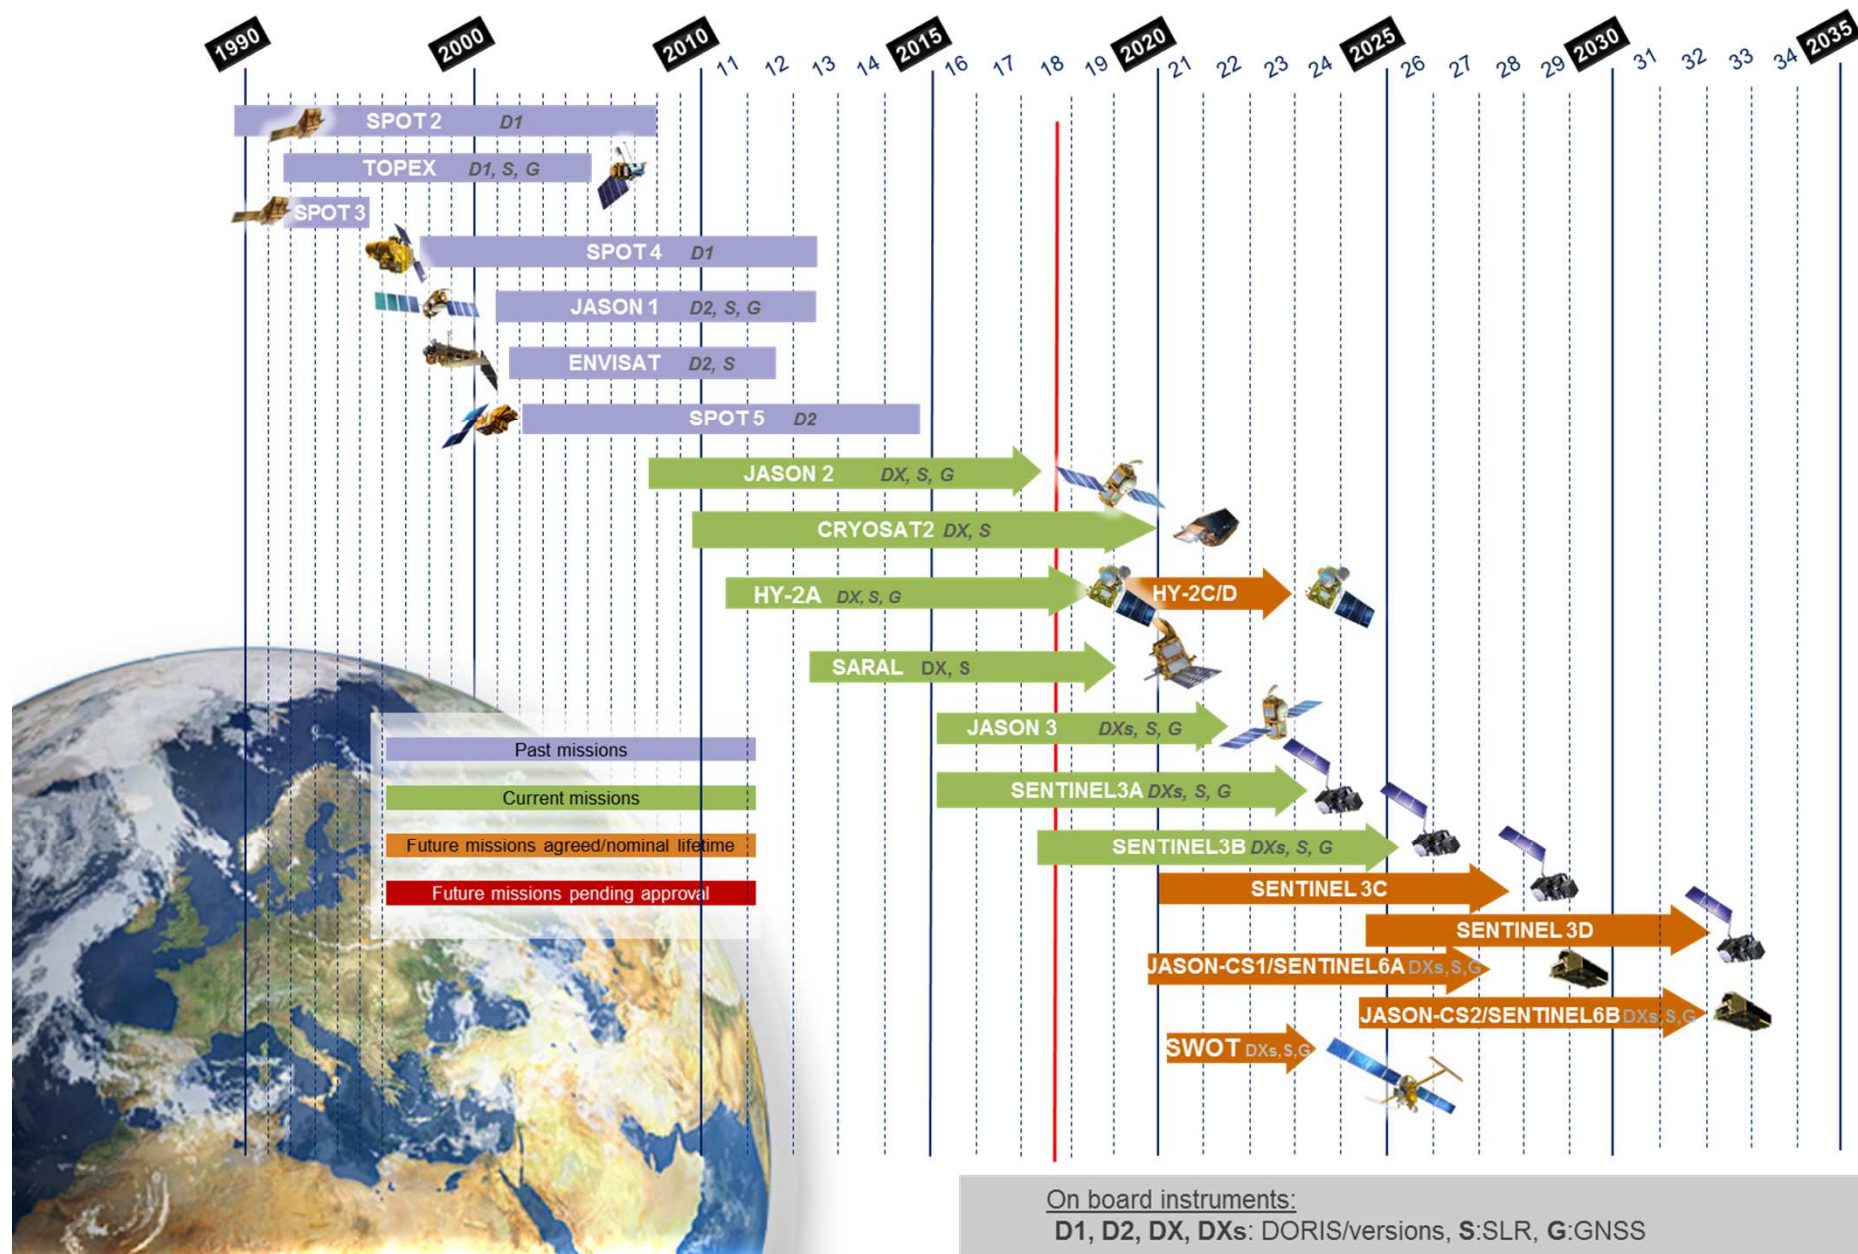 1990 2000 2010 11 12 13 14 2015 16 17 18 19 2020 21 22 23 24 2025 26 27 28 29 2030 31 32 33 34 2035
SPOT 2 D1
TOPEX D1, S, G
SPOT 3
SPOT 4 D1
JASON 1 D2, S, G
ENVISAT D2, S
SPOT 5 D2
JASON 2 DX, S, G
CRYOSAT2 DX, S
HY-2A DX, S, G HY-2C/D
SARAL DX, S
JASON 3 DXs, S, G
Past missions
SENTINEL3A DXs, S, G
Current missions
Future missions agreed/nominal lifetime
SENTINEL3B DXs, S, G
Future missions pending approval
SENTINEL 3C
SENTINEL 3D
JASON-CS1/SENTINEL6A DXs,S,G
JASON-CS2/SENTINEL6B DXs,S,G
SWOT DXs,S,G
On board instruments:
D1, D2, DX, DXs: DORIS/versions, S:SLR, G:GNSS